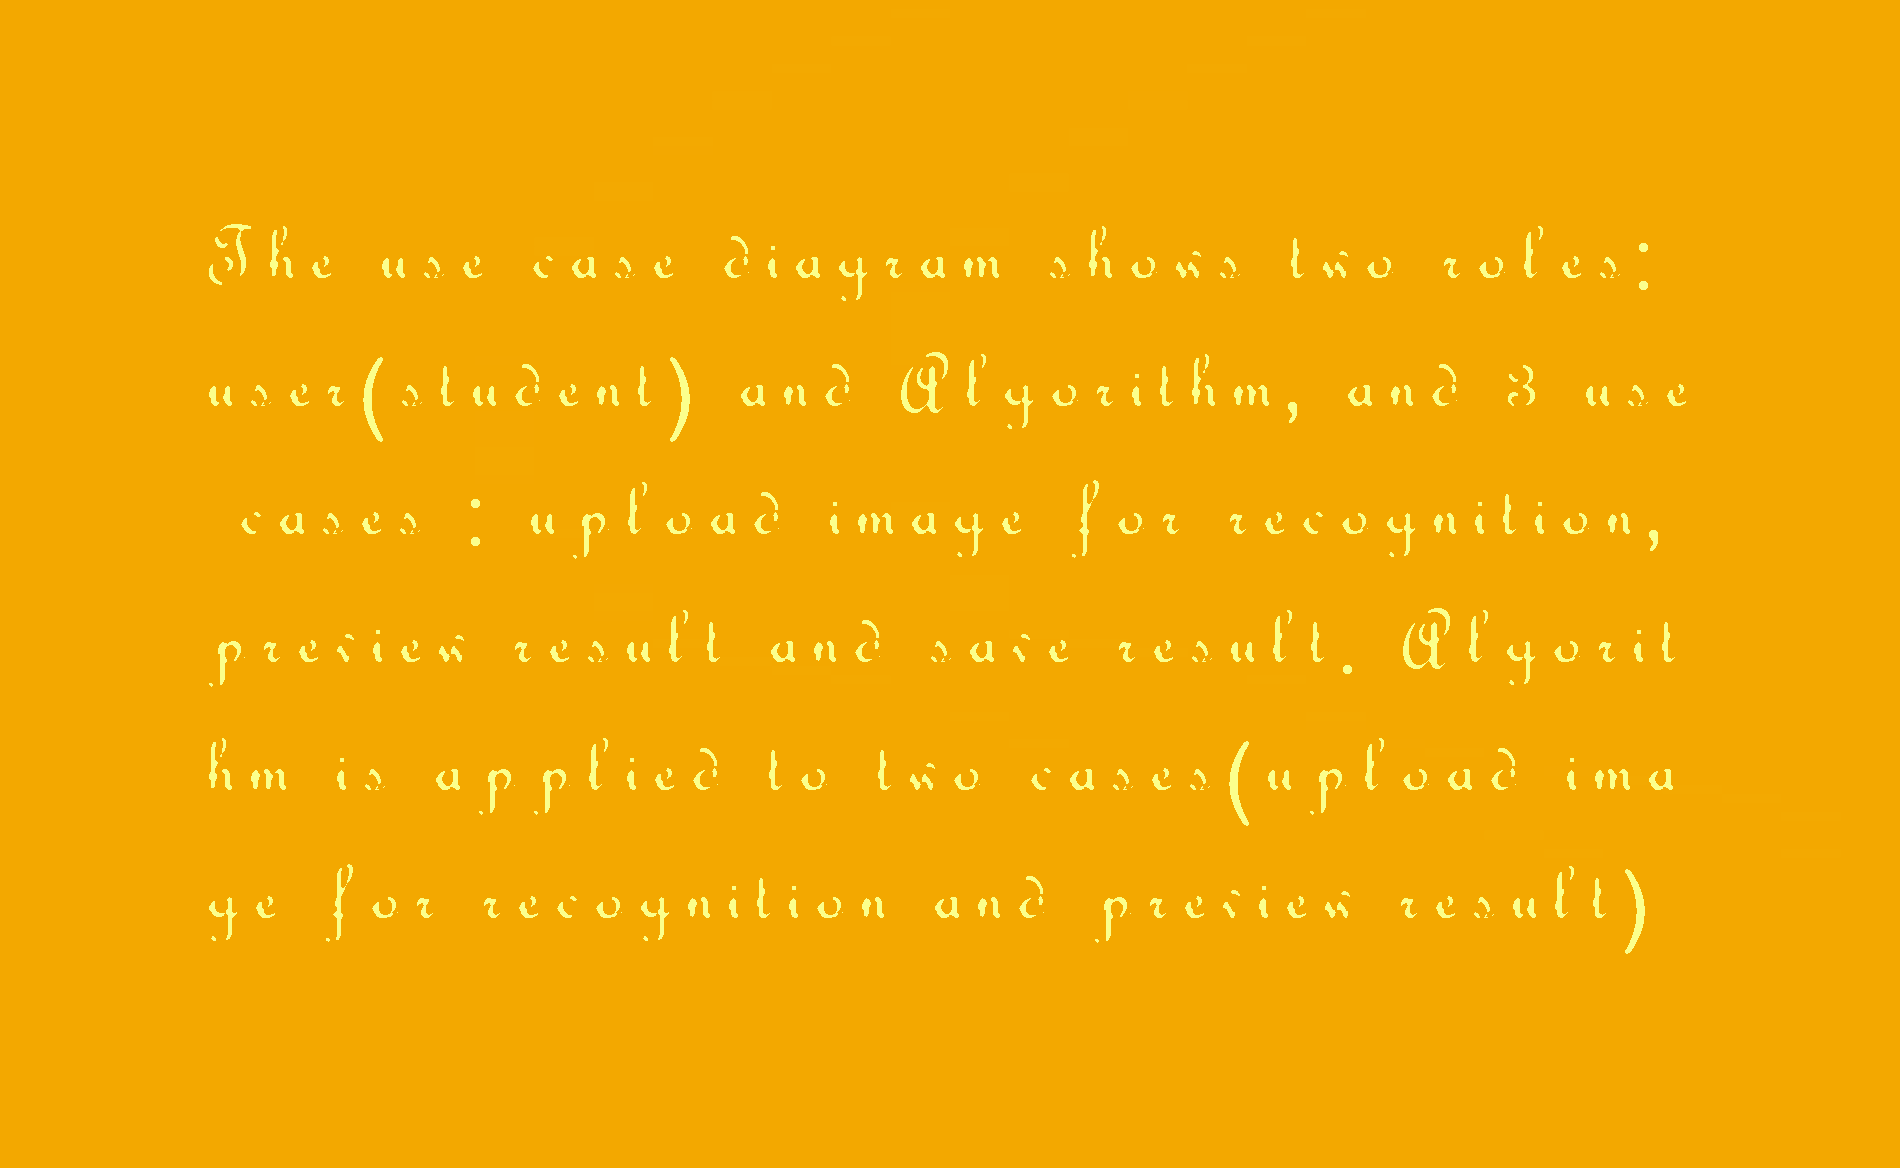 The use case diagram shows two roles:
user(student) and Algorithm, and 3 use
cases : upload image for recognition,
preview result and save result. Algorit
hm is applied to two cases(upload ima
ge for recognition and preview result)